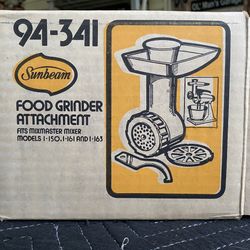 94-341
Sunbeam
FOOD GRINDER
ATTACHMENT
FITS MIXMASTER MIXER
MODELS 1-150, 1-161 AND 1-163